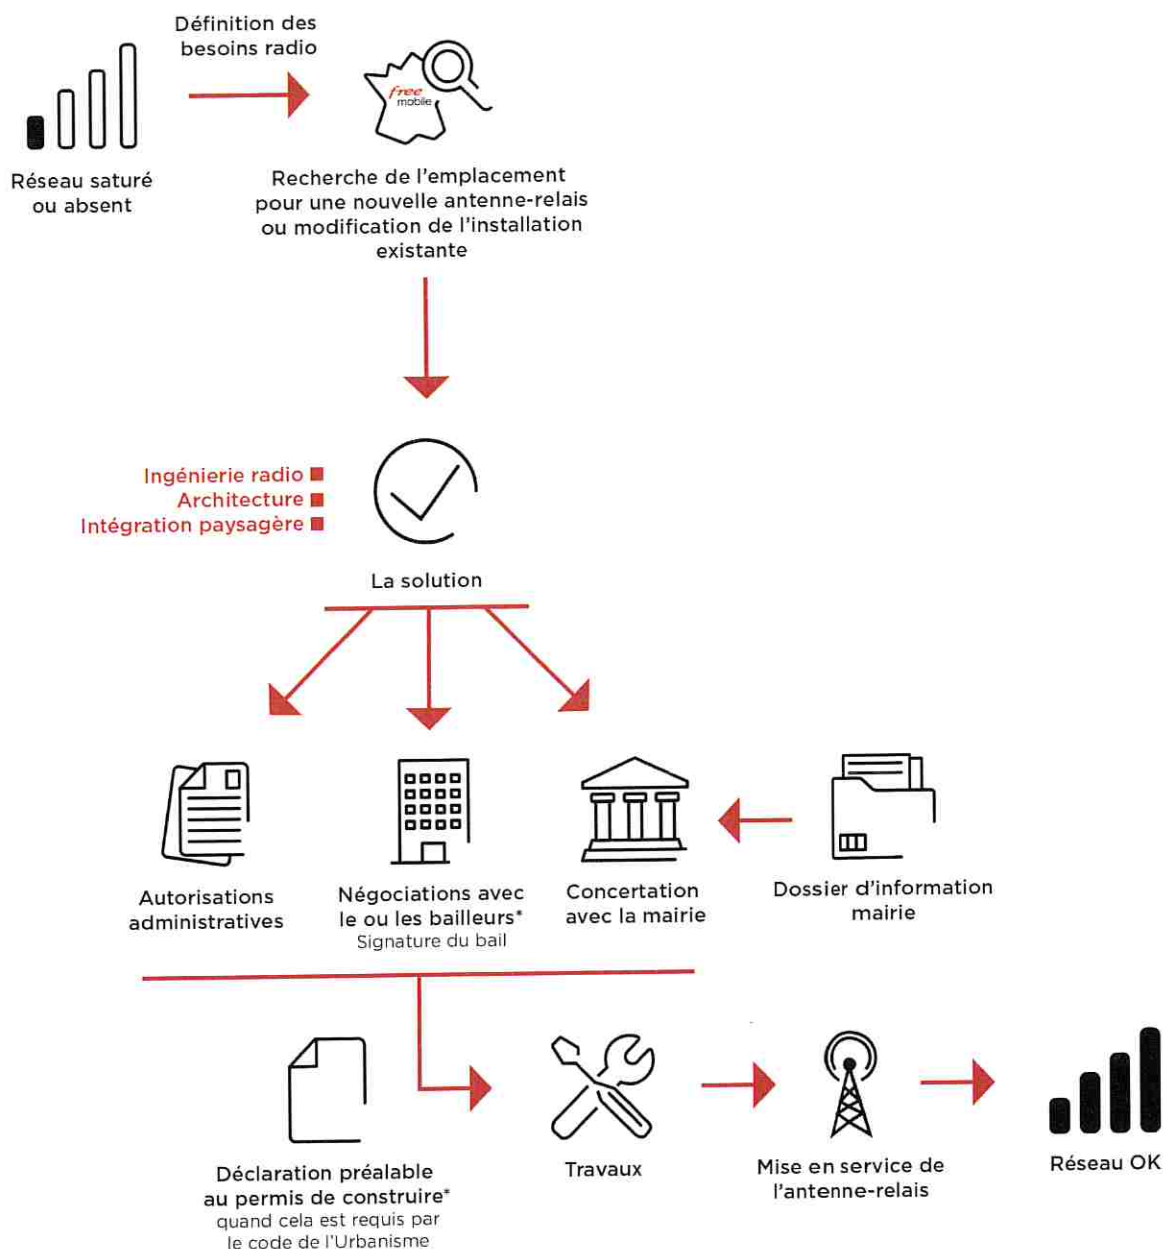 Définition des
besoins radio
free
mobile
Réseau saturé
ou absent
Recherche de l'emplacement
pour une nouvelle antenne-relais
ou modification de l'installation
existante
Ingénierie radio
Architecture
Intégration paysagère
La solution
Autorisations
administratives
Négociations avec
le ou les bailleurs*
Signature du bail
Concertation
avec la mairie
Dossier d'information
mairie
Déclaration préalable
au permis de construire*
quand cela est requis par
le code de l'Urbanisme
Travaux
Mise en service de
l'antenne-relais
Réseau OK